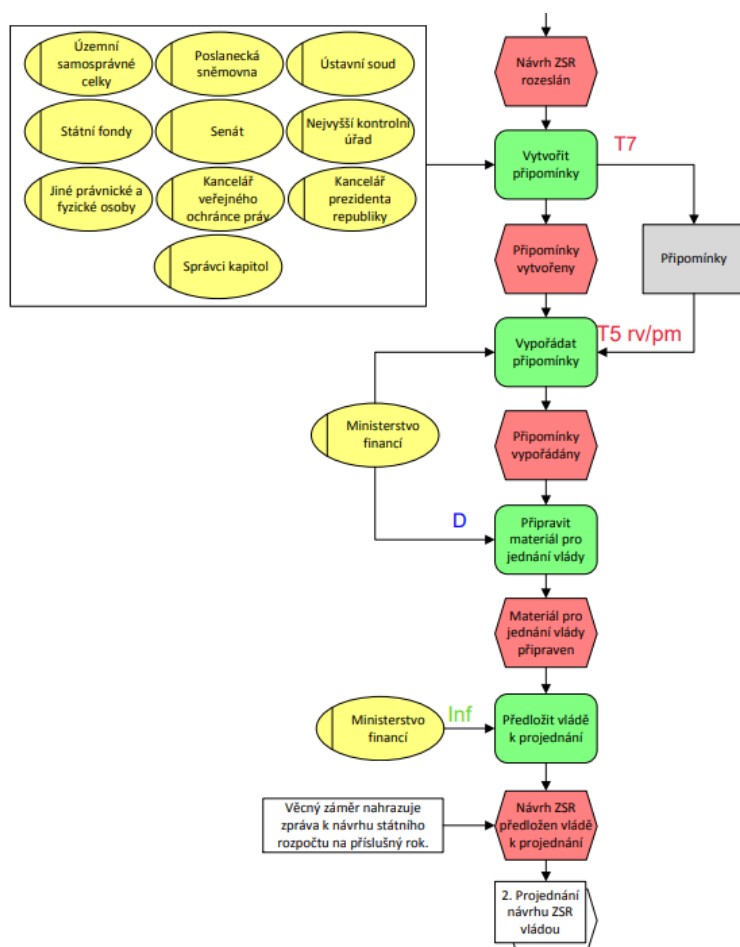 Územní
samosprávné
celky
Poslanecká
sněmovna
Ústavní soud
Státní fondy
Senát
Nejvyšší kontrolní
úřad
Jiné právnické a
fyzické osoby
Kancelář
veřejného
ochránce práv
Kancelář
prezidenta
republiky
Správci kapitol
Návrh ZSR
rozeslán
Vytvořit
připomínky
T7
Připomínky
vytvořeny
Připomínky
Vypořádat
připomínky
T5 rv/pm
Ministerstvo
financí
Připomínky
vypořádány
D
Připravit
materiál pro
jednání vlády
Materiál pro
jednání vlády
připraven
Ministerstvo
financí
Inf
Předložit vládě
k projednání
Věcný záměr nahrazuje
zpráva k návrhu státního
rozpočtu na příslušný rok.
Návrh ZSR
předložen vládě
k projednání
2. Projednání
návrhu ZSR
vládou